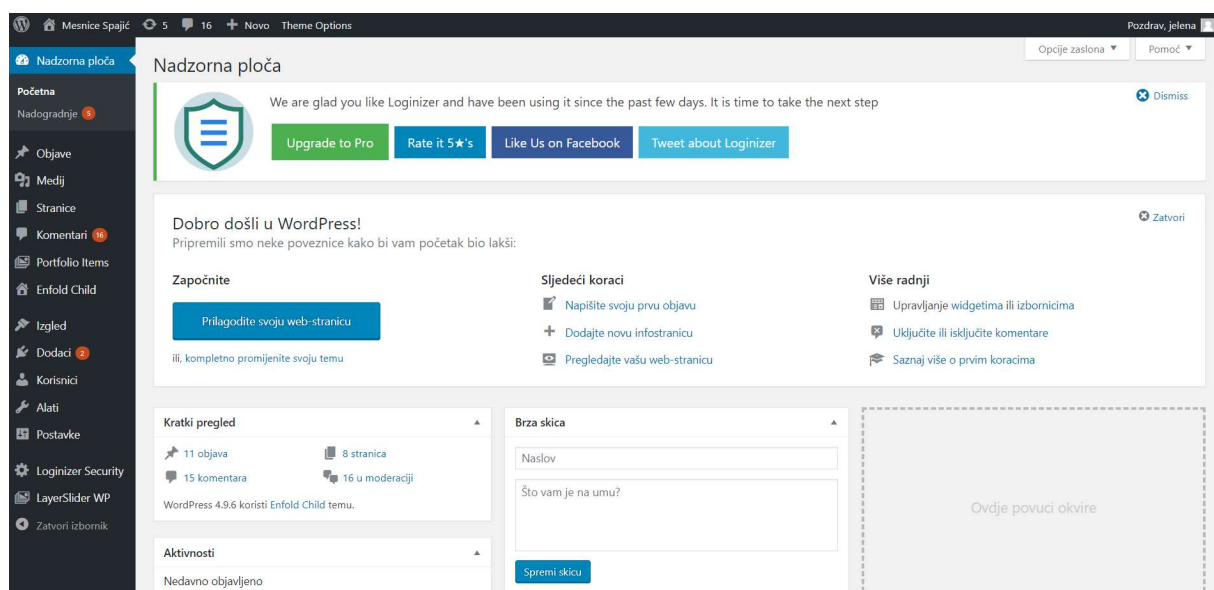 Mesnice Spajić 5 16 + Novo Theme Options Pozdrav, jelena
Nadzorna ploča
Početna
Nadogradnje 5
Objave
Medij
Stranice
Komentari 16
Portfolio Items
Enfold Child
Izgled
Dodaci 2
Korisnici
Alati
Postavke
Loginizer Security
LayerSlider WP
Zatvori izbornik
Opcije zaslona ▼ Pomoć ▼
Nadzorna ploča
We are glad you like Loginizer and have been using it since the past few days. It is time to take the next step
Dismiss
Upgrade to Pro Rate it 5★'s Like Us on Facebook Tweet about Loginizer
Dobro došli u WordPress!
Zatvori
Pripremili smo neke poveznice kako bi vam početak bio lakši:
Započnite
Prilagodite svoju web-stranicu
ili, kompletno promijenite svoju temu
Sljedeći koraci
Napišite svoju prvu objavu
Dodajte novu infostranicu
Pregledajte vašu web-stranicu
Više radnji
Upravljanje widgetima ili izbornicima
Uključite ili isključite komentare
Saznaj više o prvim koracima
Kratki pregled
11 objava 8 stranica
15 komentara 16 u moderaciji
WordPress 4.9.6 koristi Enfold Child temu.
Aktivnosti
Nedavno objavljeno
Brza skica
Naslov
Što vam je na umu?
Spremi skicu
Ovdje povuci okvire